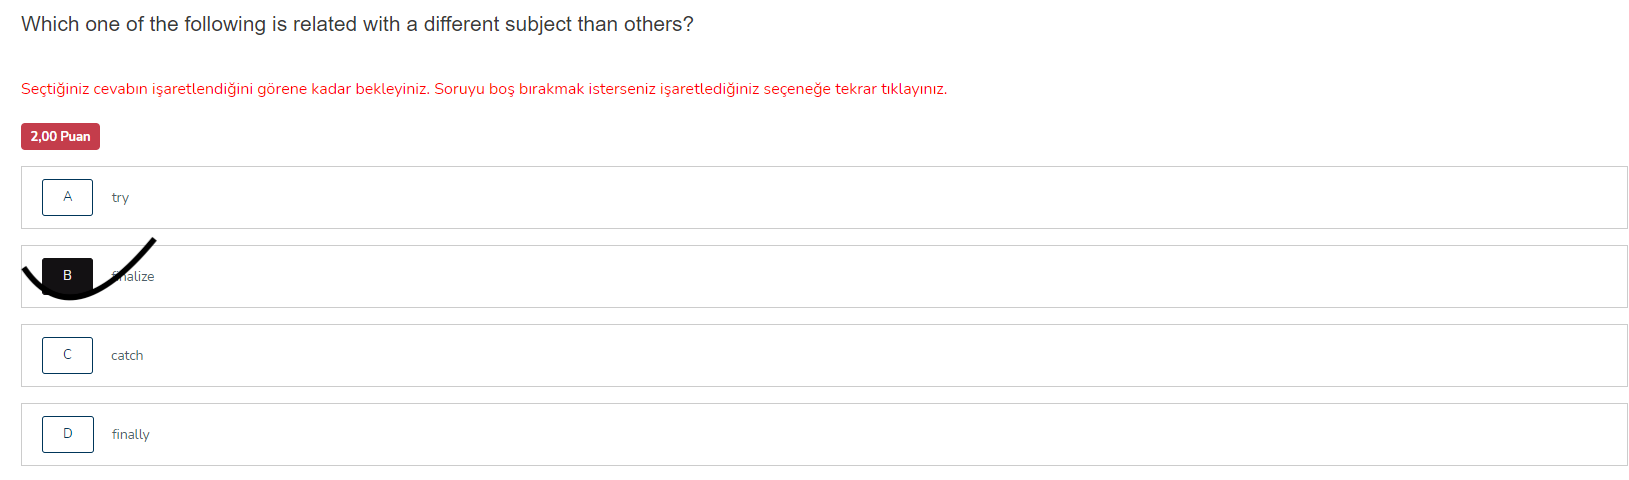 Which one of the following is related with a different subject than others?
Seçtiğiniz cevabın işaretlendiğini görene kadar bekleyiniz. Soruyu boş bırakmak isterseniz işaretlediğiniz seçeneğe tekrar tıklayınız.
2,00 Puan
A try
B finalize
C catch
D finally